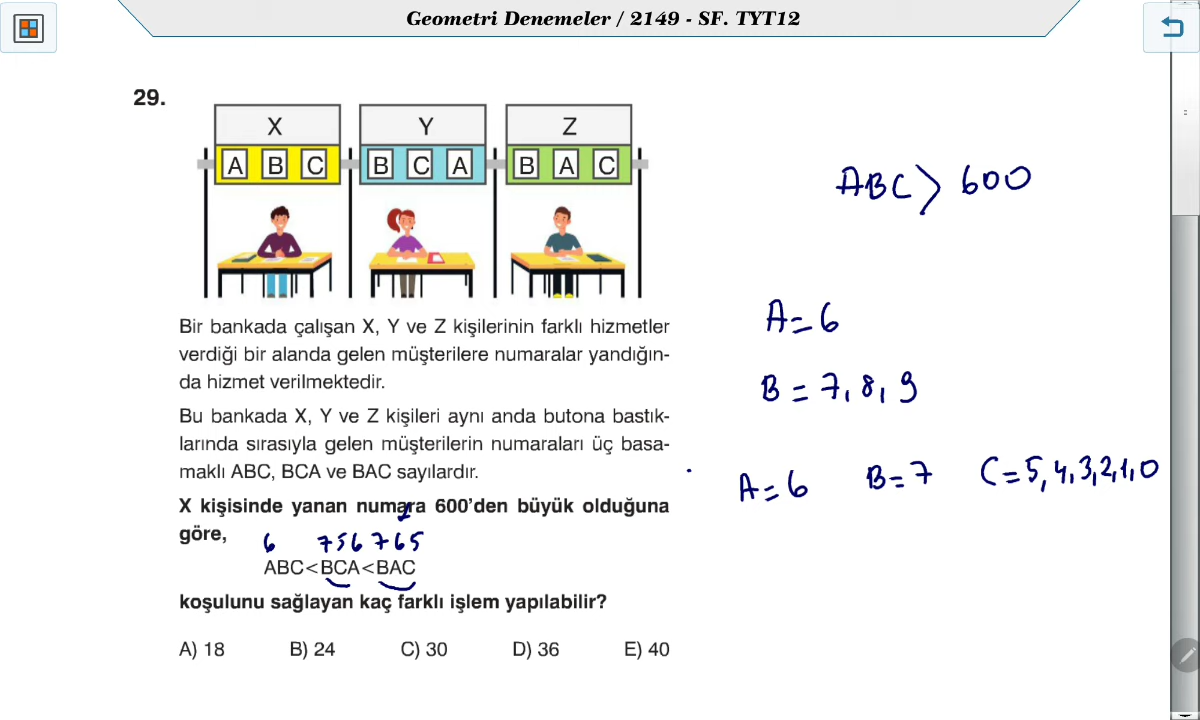 Geometri Denemeler / 2149 - SF. TYT12
29.
X Y Z
A B C B C A B A C
ABC > 600
A = 6
B = 7, 8, 9
A = 6 B = 7 C = 5, 4, 3, 2, 1, 0
Bir bankada çalışan X, Y ve Z kişilerinin farklı hizmetler
verdiği bir alanda gelen müşterilere numaralar yandığın-
da hizmet verilmektedir.
Bu bankada X, Y ve Z kişileri aynı anda butona bastık-
larında sırasıyla gelen müşterilerin numaraları üç basa-
maklı ABC, BCA ve BAC sayılardır.
X kişisinde yanan numara 600'den büyük olduğuna
göre,
6 756 765
ABC<BCA<BAC
koşulunu sağlayan kaç farklı işlem yapılabilir?
A) 18 B) 24 C) 30 D) 36 E) 40